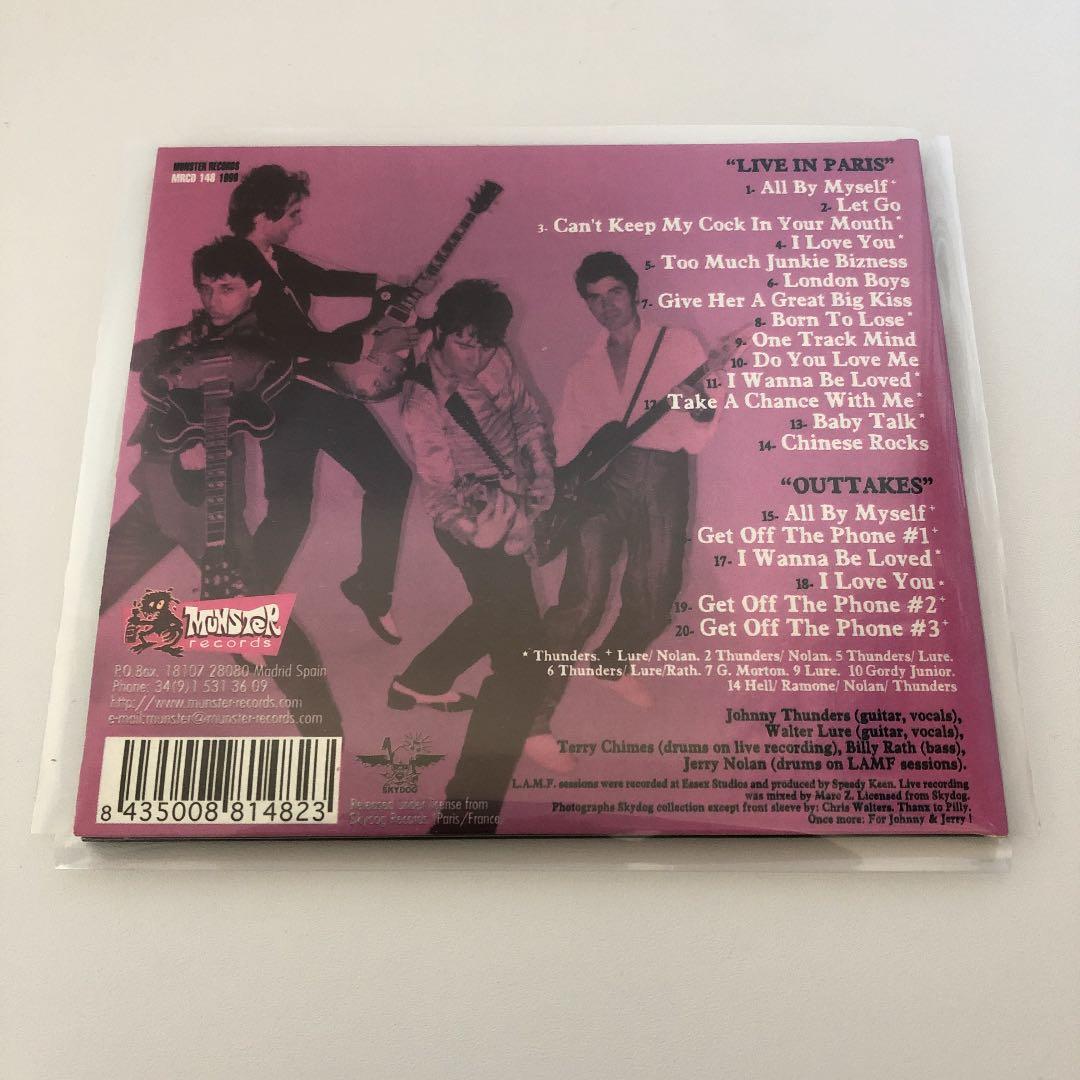 MUNSTER RECORDS
MRCD 148 1999
"LIVE IN PARIS"
1- All By Myself+
2- Let Go
3- Can't Keep My Cock In Your Mouth*
4- I Love You*
5- Too Much Junkie Bizness
6- London Boys
7- Give Her A Great Big Kiss
8- Born To Lose*
9- One Track Mind
10- Do You Love Me
11- I Wanna Be Loved*
12- Take A Chance With Me*
13- Baby Talk*
14- Chinese Rocks
"OUTTAKES"
15- All By Myself+
- Get Off The Phone #1+
17- I Wanna Be Loved*
18- I Love You*
19- Get Off The Phone #2+
20- Get Off The Phone #3+
* Thunders. + Lure/ Nolan. 2 Thunders/ Nolan. 5 Thunders/ Lure.
6 Thunders/ Lure/Rath. 7 G. Morton. 9 Lure. 10 Gordy Junior.
14 Hell/ Ramone/ Nolan/ Thunders
Johnny Thunders (guitar, vocals),
Walter Lure (guitar, vocals),
Terry Chimes (drums on live recording), Billy Rath (bass),
Jerry Nolan (drums on LAMF sessions).
L.A.M.F. sessions were recorded at Essex Studios and produced by Speedy Keen. Live recording
was mixed by Marc Z. Licensed from Skydog.
Photographs Skydog collection except front sleeve by: Chris Walters. Thanx to Pilly.
Once more: For Johnny & Jerry !
MUNSTER
records
P.O. Box. 18107 28080 Madrid Spain
Phone: 34(9)1 531 36 09
http://www.munster-records.com
e-mail:munster@munster-records.com
8 435008 814823
SKYDOG
Released under license from
Skydog Records. Paris/France